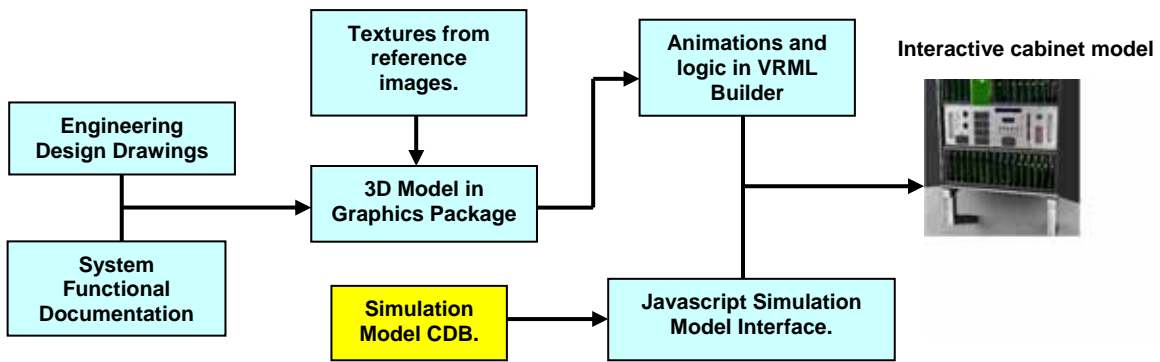 Textures from
reference
images.
Animations and
logic in VRML
Builder
Interactive cabinet model
Engineering
Design Drawings
3D Model in
Graphics Package
System
Functional
Documentation
Simulation
Model CDB.
Javascript Simulation
Model Interface.